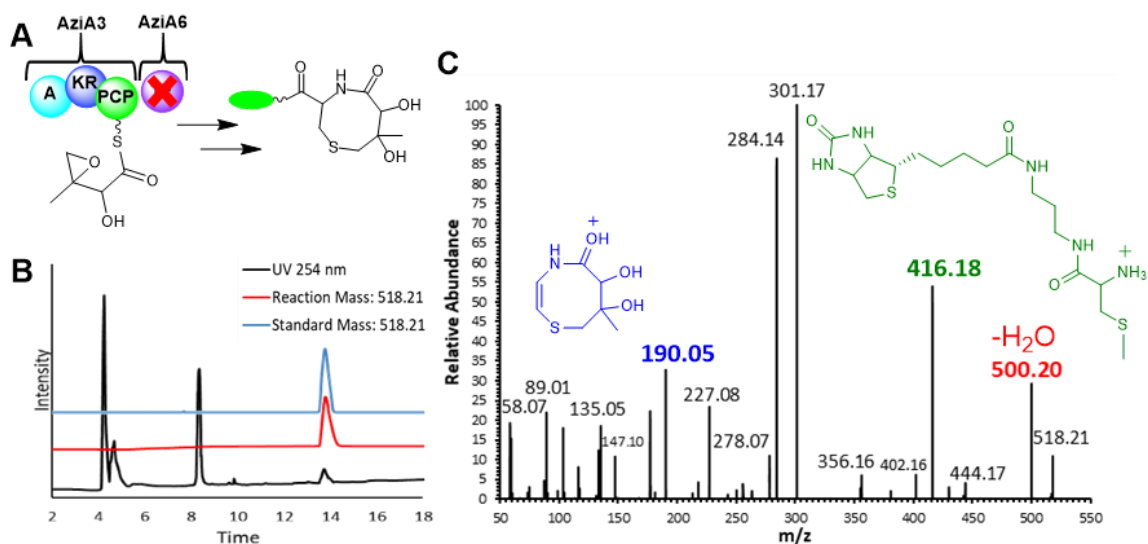 A
AziA3
AziA6
A
KR
PCP
S
O
O
OH
O
O
H
N
S
OH
OH
B
UV 254 nm
Reaction Mass: 518.21
Standard Mass: 518.21
Intensity
2 4 6 8 10 12 14 16 18
Time
C
Relative Abundance
100
95
90
85
80
75
70
65
60
55
50
45
40
35
30
25
20
15
10
5
0
50 100 150 200 250 300 350 400 450 500 550
m/z
58.07
89.01
135.05
147.10
190.05
227.08
278.07
284.14
301.17
356.16
402.16
416.18
444.17
-H₂O
500.20
518.21
+
OH
HN
OH
OH
S
O
NH
HN
S
O
NH
NH
O
+
NH₃
S